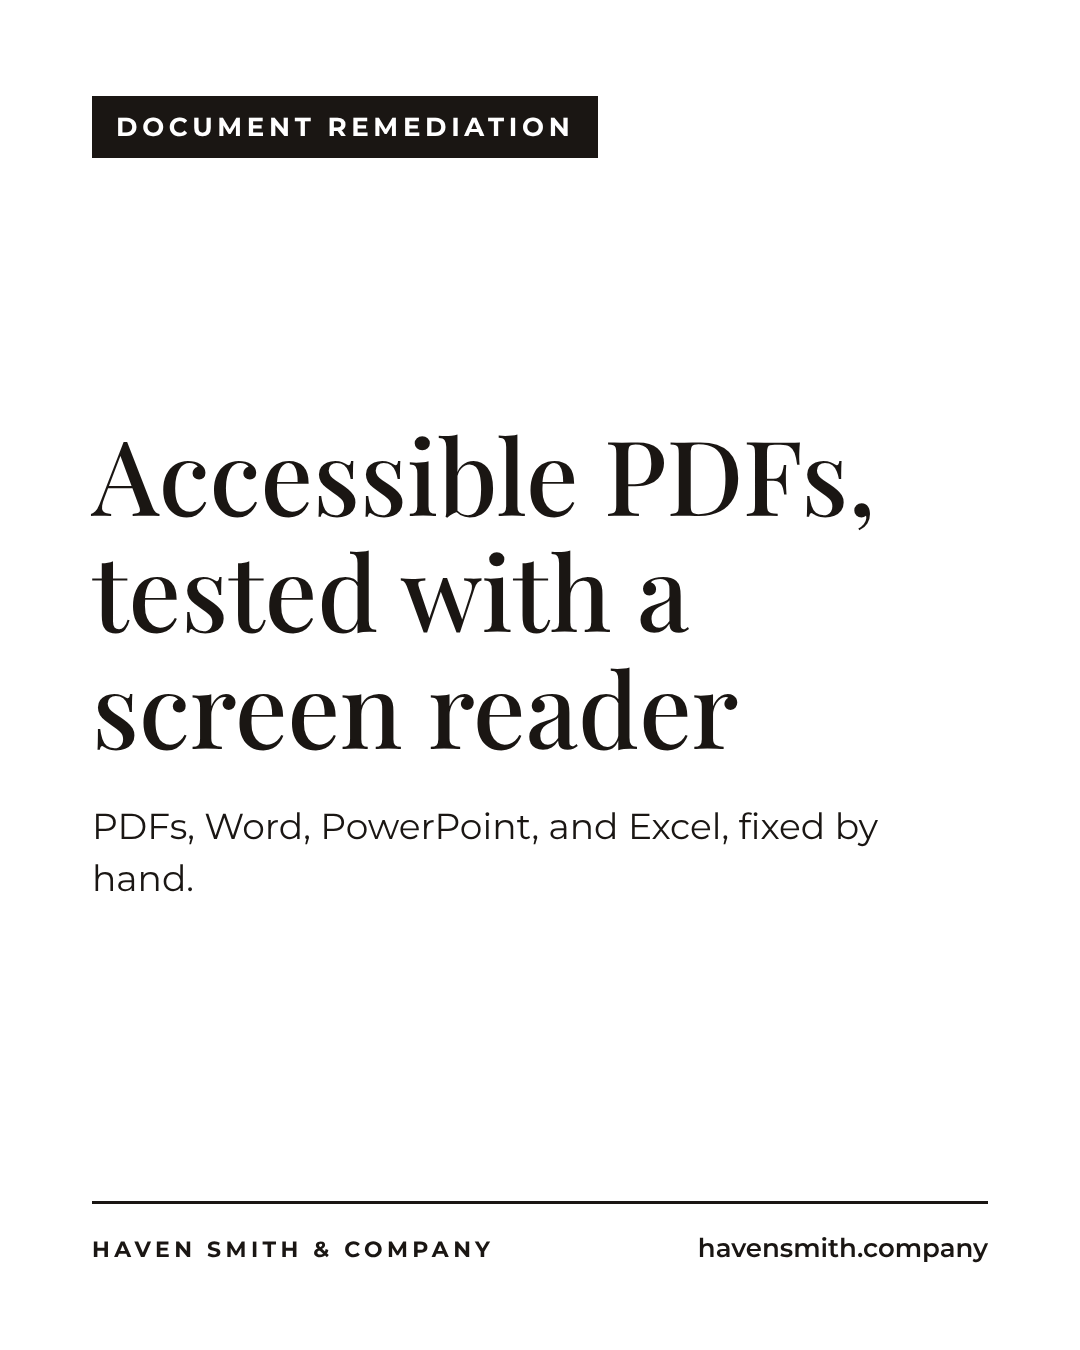 DOCUMENT REMEDIATION
Accessible PDFs,
tested with a
screen reader
PDFs, Word, PowerPoint, and Excel, fixed by
hand.
HAVEN SMITH & COMPANY
havensmith.company